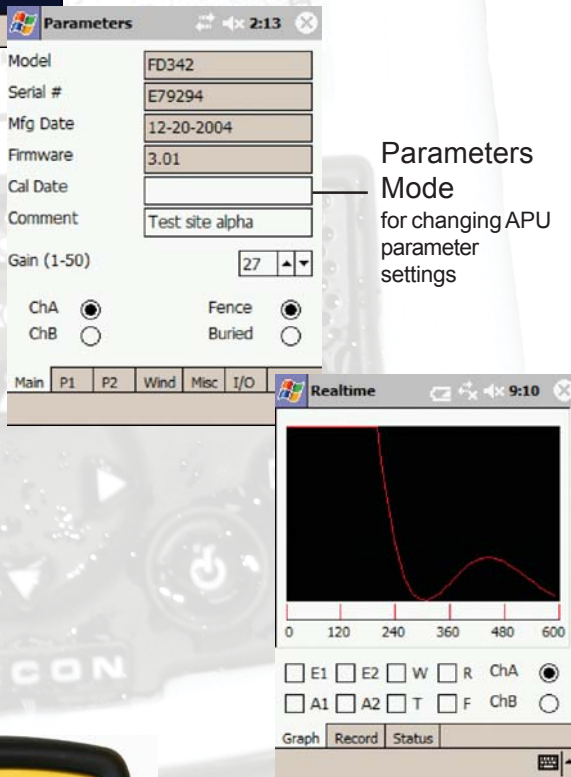 Parameters 2:13
Model FD342
Serial # E79294
Mfg Date 12-20-2004
Firmware 3.01
Cal Date
Comment Test site alpha
Gain (1-50) 27
ChA Fence
ChB Buried
Main P1 P2 Wind Misc I/O
Parameters
Mode
for changing APU
parameter
settings
Realtime 9:10
0 120 240 360 480 600
E1 E2 W R ChA
A1 A2 T F ChB
Graph Record Status
CON